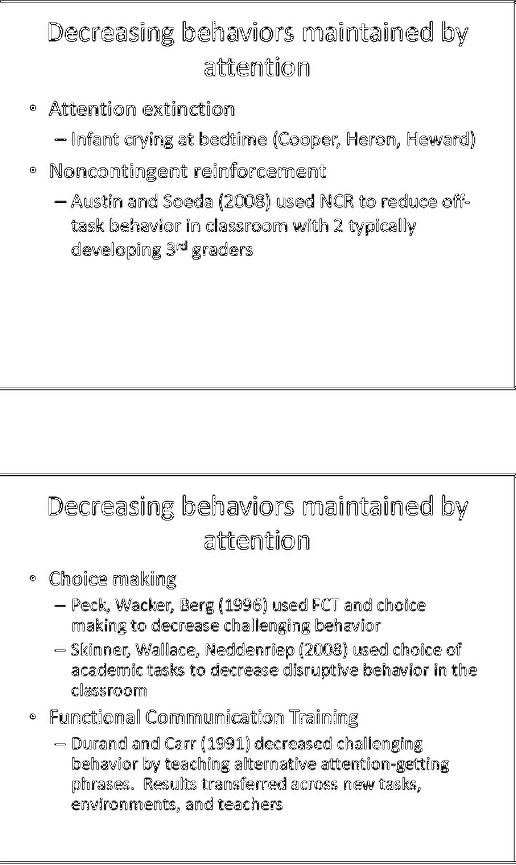 Decreasing behaviors maintained by
attention
• Attention extinction
– Infant crying at bedtime (Cooper, Heron, Heward)
• Noncontingent reinforcement
– Austin and Soeda (2008) used NCR to reduce off-
task behavior in classroom with 2 typically
developing 3rd graders
Decreasing behaviors maintained by
attention
• Choice making
– Peck, Wacker, Berg (1996) used FCT and choice
making to decrease challenging behavior
– Skinner, Wallace, Neddenriep (2008) used choice of
academic tasks to decrease disruptive behavior in the
classroom
• Functional Communication Training
– Durand and Carr (1991) decreased challenging
behavior by teaching alternative attention-getting
phrases. Results transferred across new tasks,
environments, and teachers